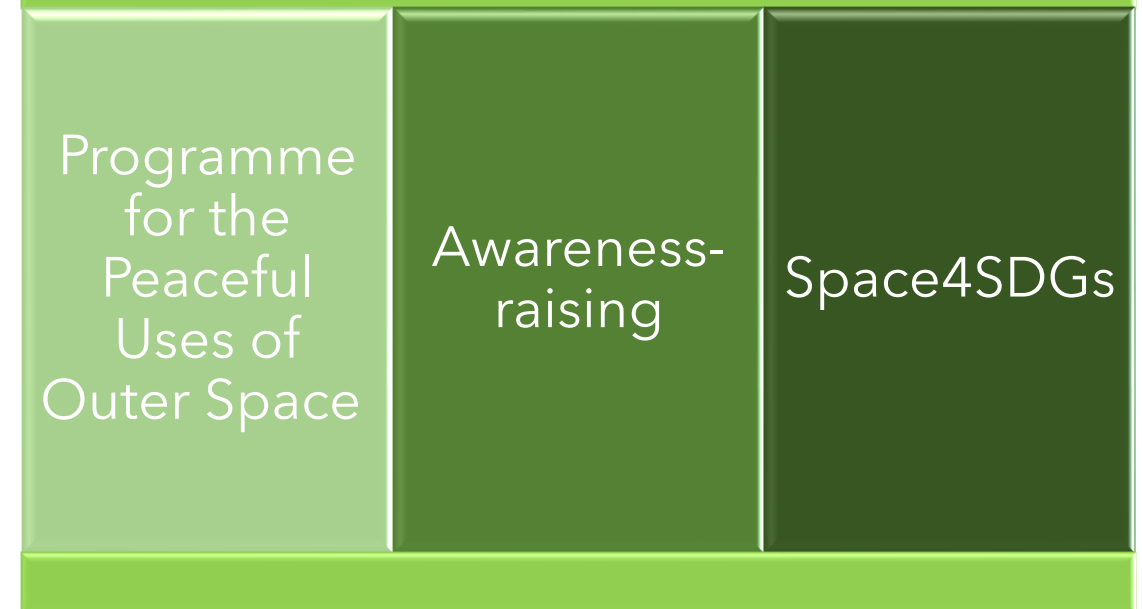 Programme
for the
Peaceful
Uses of
Outer Space
Awareness-
raising
Space4SDGs